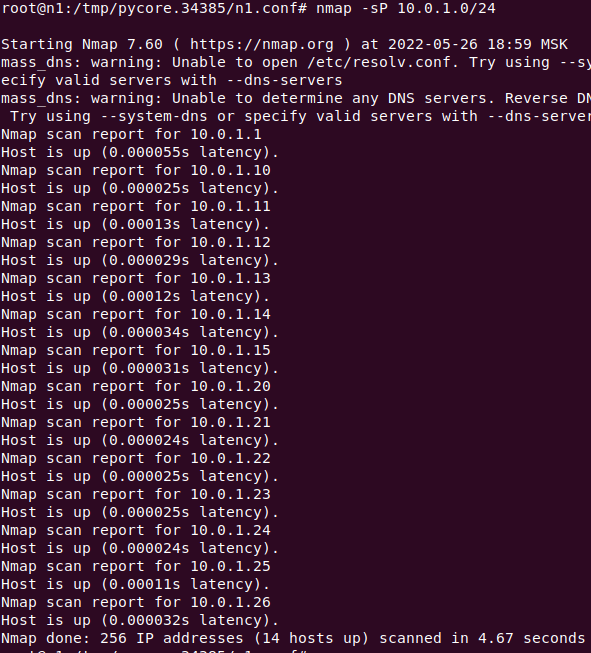 root@n1:/tmp/pycore.34385/n1.conf# nmap -sP 10.0.1.0/24
Starting Nmap 7.60 ( https://nmap.org ) at 2022-05-26 18:59 MSK
mass_dns: warning: Unable to open /etc/resolv.conf. Try using --sy
ecify valid servers with --dns-servers
mass_dns: warning: Unable to determine any DNS servers. Reverse DN
Try using --system-dns or specify valid servers with --dns-server
Nmap scan report for 10.0.1.1
Host is up (0.000055s latency).
Nmap scan report for 10.0.1.10
Host is up (0.000025s latency).
Nmap scan report for 10.0.1.11
Host is up (0.00013s latency).
Nmap scan report for 10.0.1.12
Host is up (0.000029s latency).
Nmap scan report for 10.0.1.13
Host is up (0.00012s latency).
Nmap scan report for 10.0.1.14
Host is up (0.000034s latency).
Nmap scan report for 10.0.1.15
Host is up (0.000031s latency).
Nmap scan report for 10.0.1.20
Host is up (0.000025s latency).
Nmap scan report for 10.0.1.21
Host is up (0.000024s latency).
Nmap scan report for 10.0.1.22
Host is up (0.000025s latency).
Nmap scan report for 10.0.1.23
Host is up (0.000025s latency).
Nmap scan report for 10.0.1.24
Host is up (0.000024s latency).
Nmap scan report for 10.0.1.25
Host is up (0.00011s latency).
Nmap scan report for 10.0.1.26
Host is up (0.000032s latency).
Nmap done: 256 IP addresses (14 hosts up) scanned in 4.67 seconds